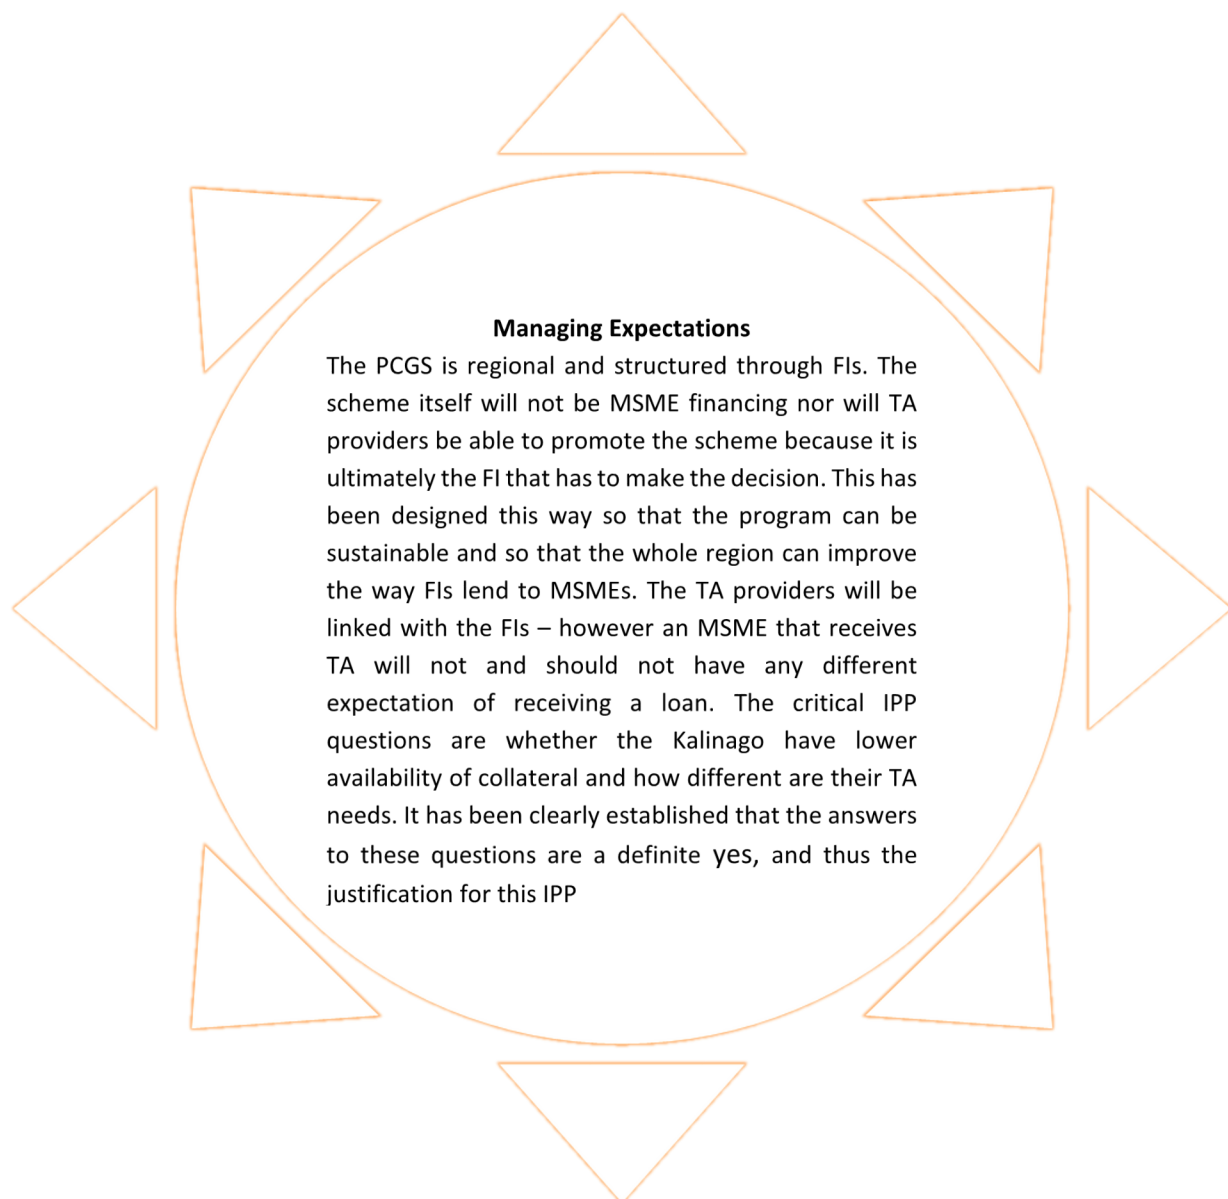 Managing Expectations
The PCGS is regional and structured through FIs. The
scheme itself will not be MSME financing nor will TA
providers be able to promote the scheme because it is
ultimately the FI that has to make the decision. This has
been designed this way so that the program can be
sustainable and so that the whole region can improve
the way FIs lend to MSMEs. The TA providers will be
linked with the FIs – however an MSME that receives
TA will not and should not have any different
expectation of receiving a loan. The critical IPP
questions are whether the Kalinago have lower
availability of collateral and how different are their TA
needs. It has been clearly established that the answers
to these questions are a definite yes, and thus the
justification for this IPP